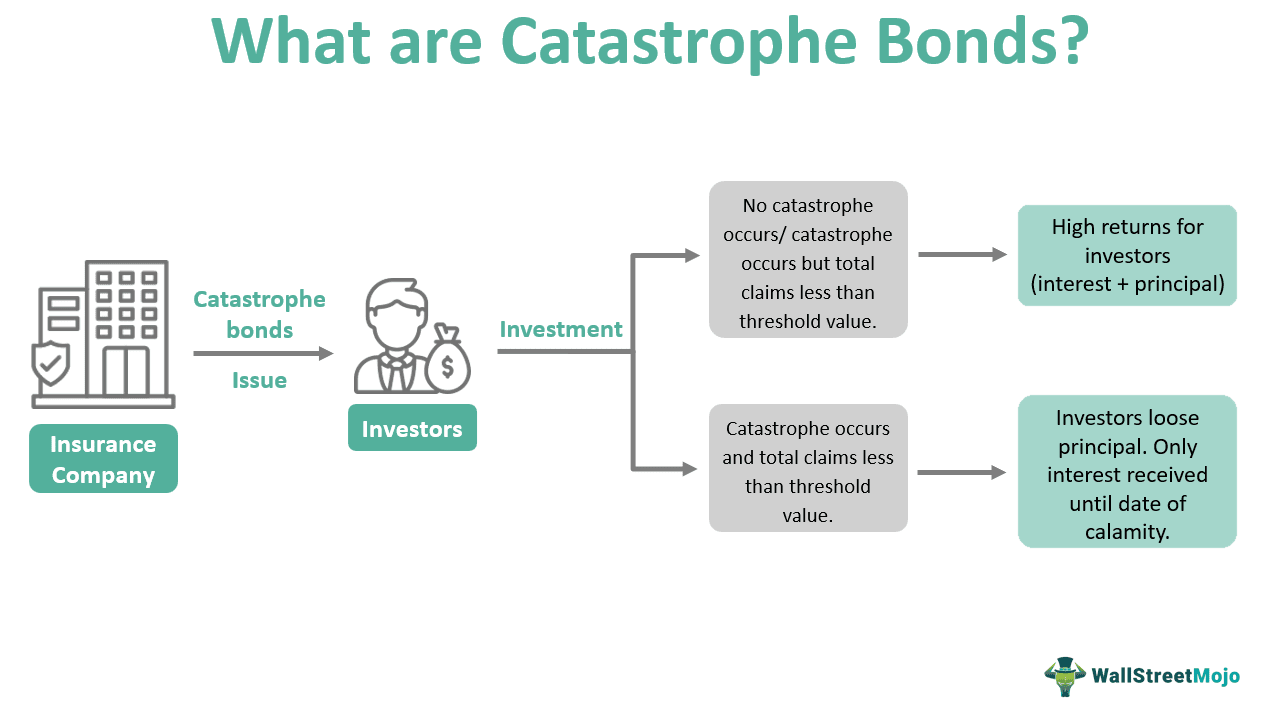 What are Catastrophe Bonds?
Catastrophe
bonds
Issue
Insurance
Company
$
Investors
Investment
No catastrophe
occurs/ catastrophe
occurs but total
claims less than
threshold value.
High returns for
investors
(interest + principal)
Catastrophe occurs
and total claims less
than threshold
value.
Investors loose
principal. Only
interest received
until date of
calamity.
WallStreetMojo